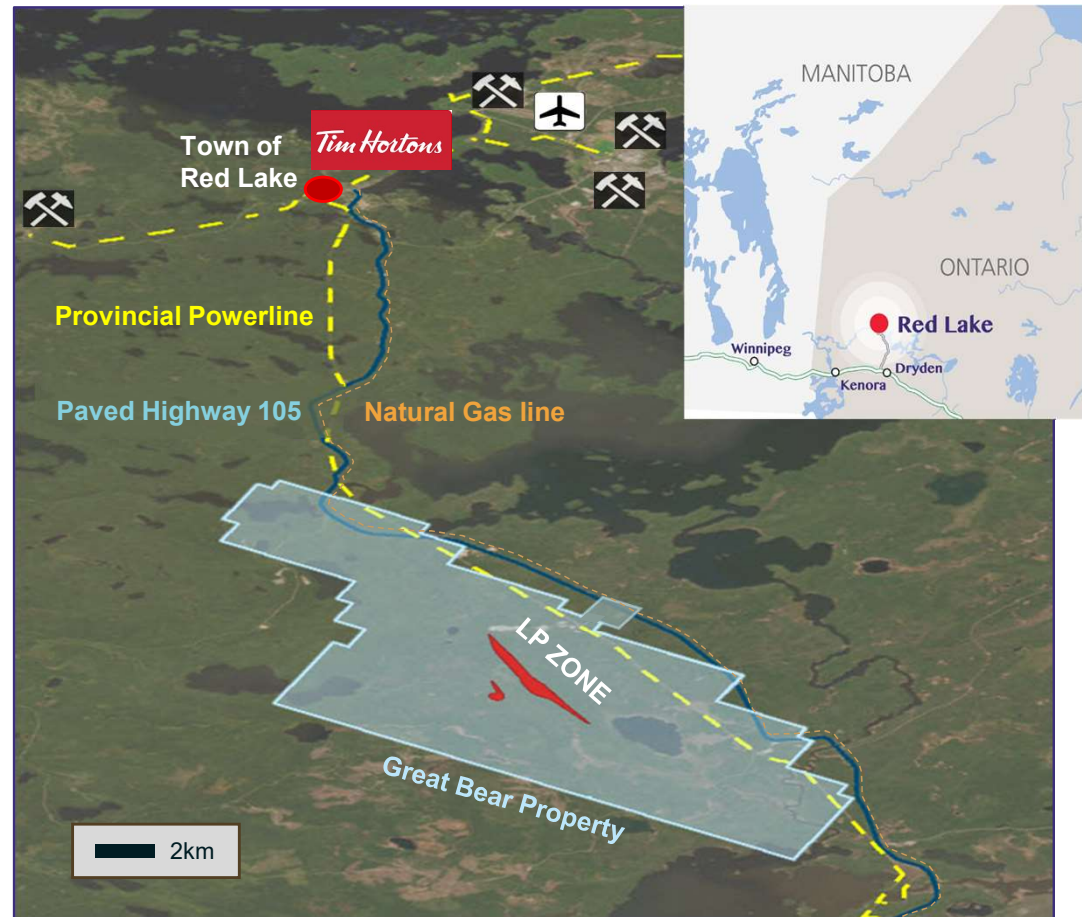 Town of
Red Lake
Tim Hortons
Provincial Powerline
Paved Highway 105
Natural Gas line
LP ZONE
Great Bear Property
2km
MANITOBA
ONTARIO
Red Lake
Winnipeg
Kenora
Dryden